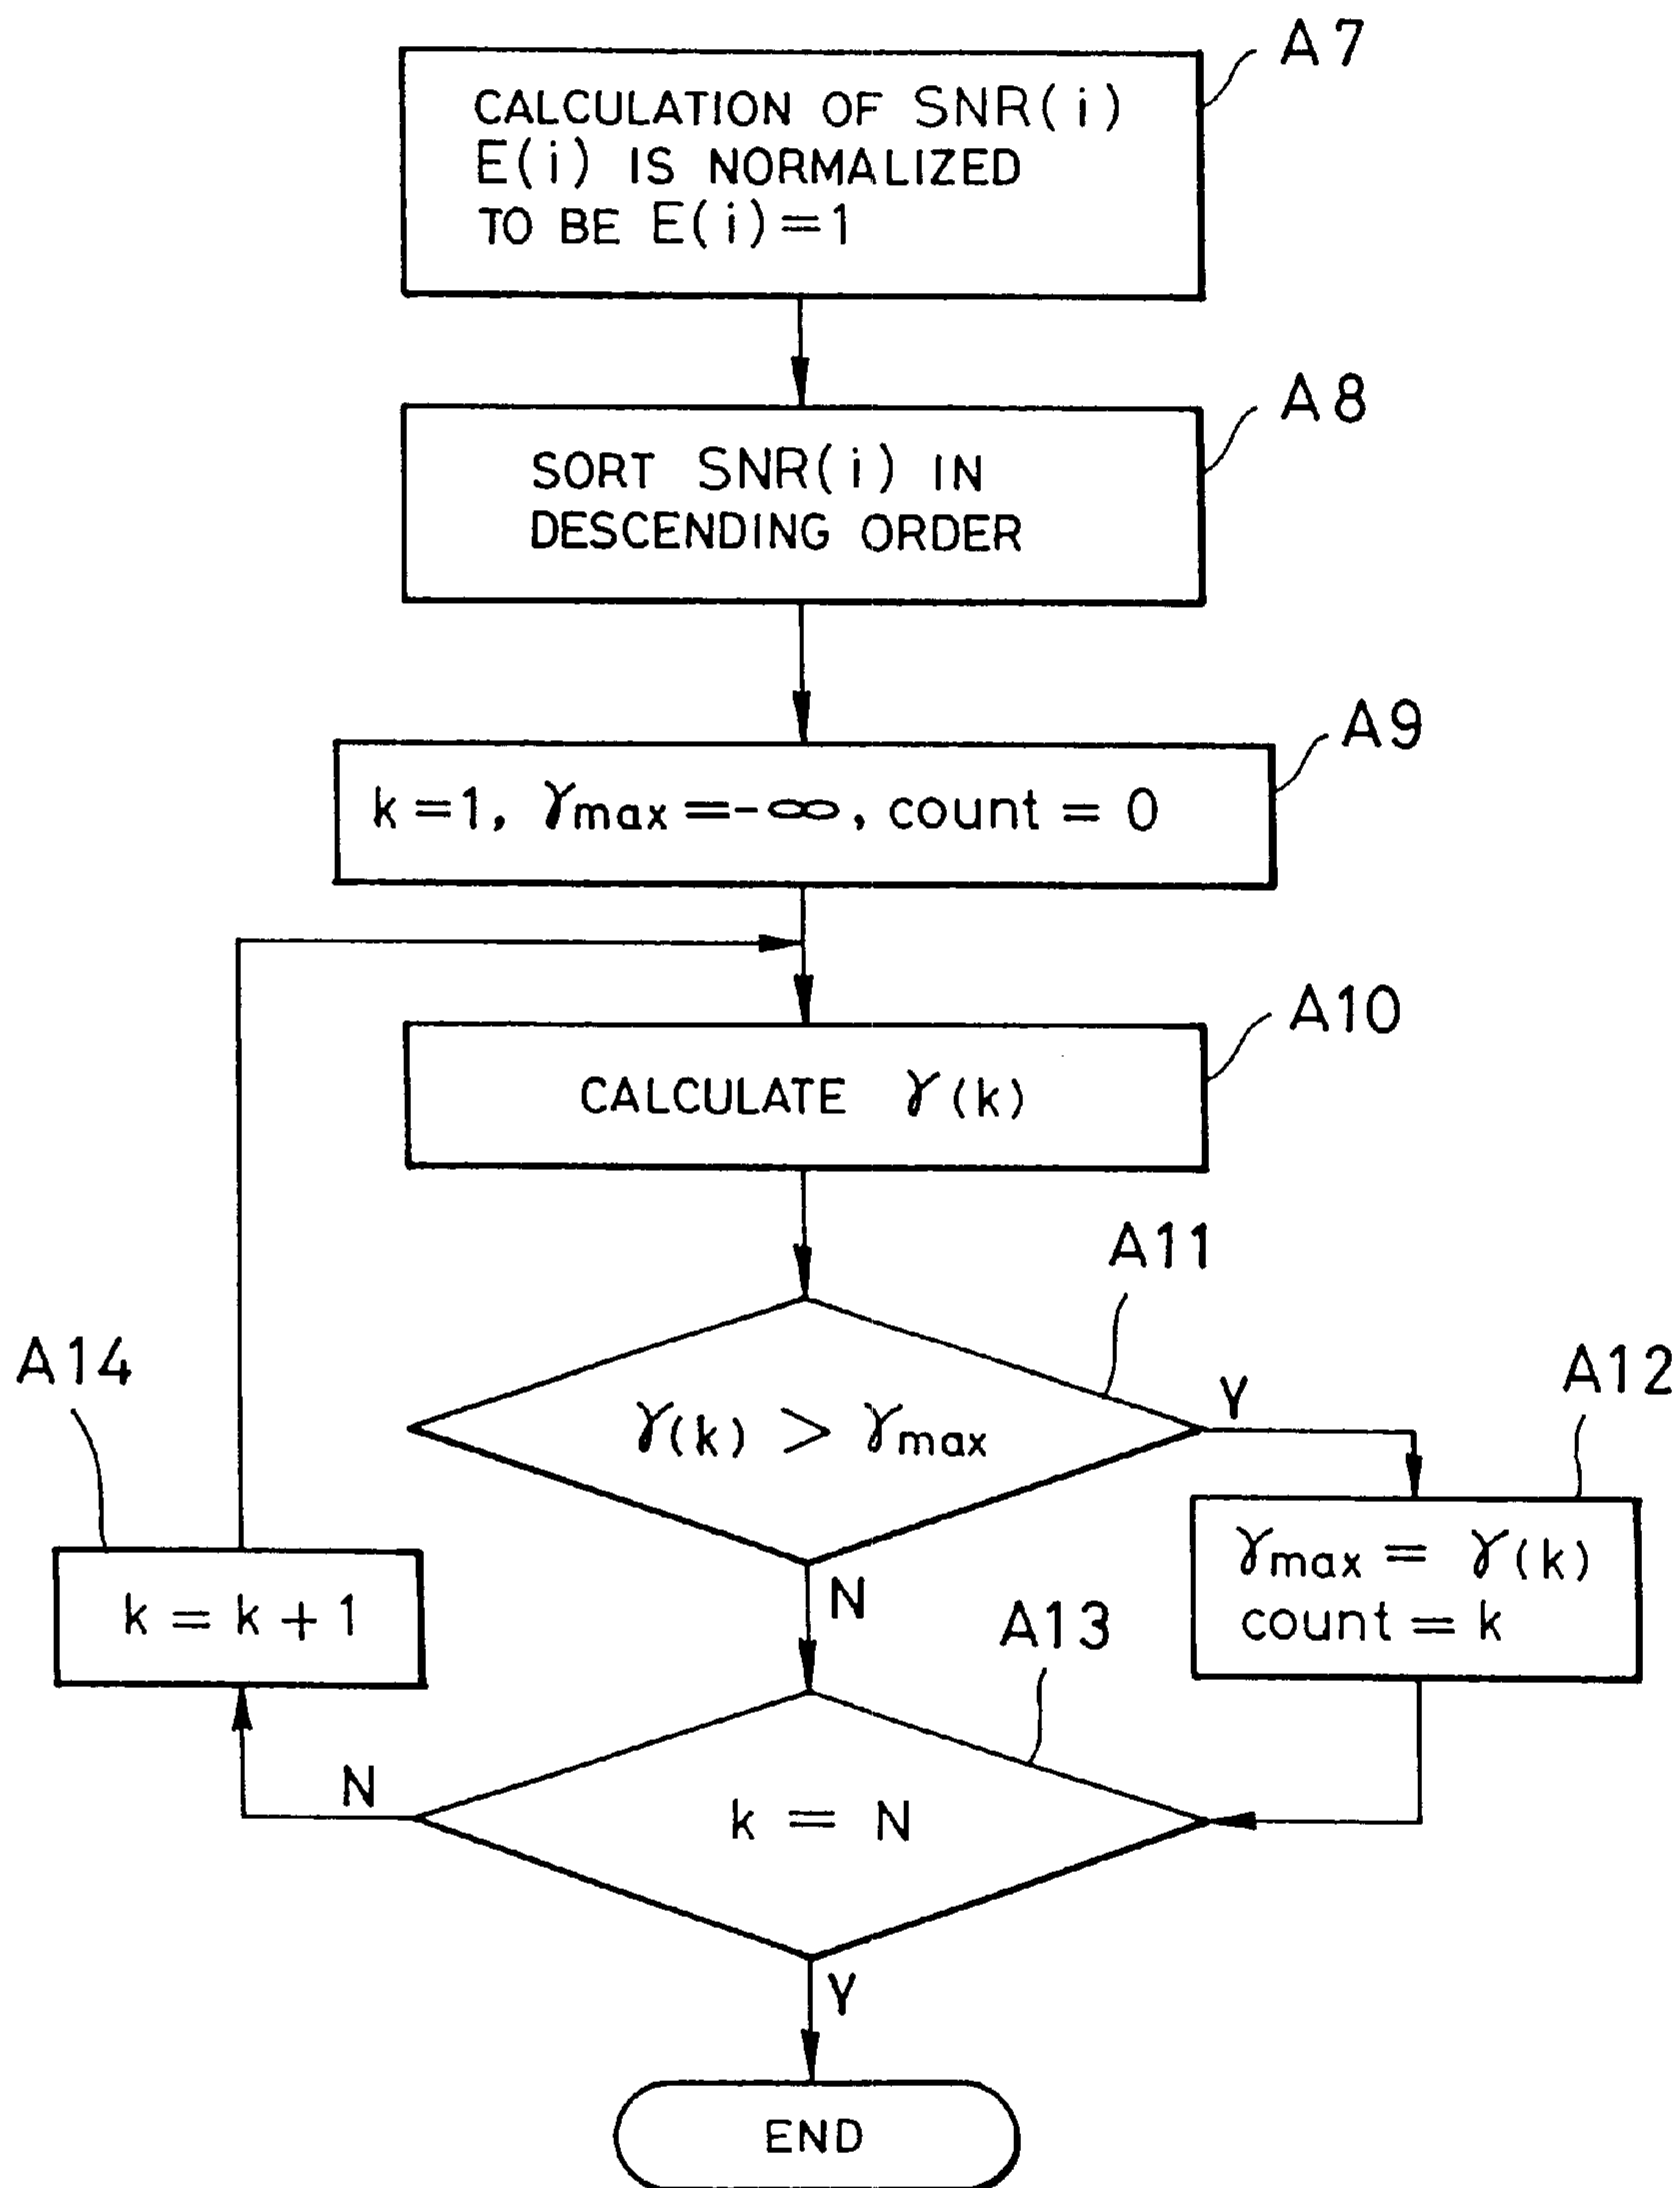 A7
CALCULATION OF SNR(i)
E(i) IS NORMALIZED
TO BE E(i)=1
A8
SORT SNR(i) IN
DESCENDING ORDER
A9
k=1, γmax=-∞, count = 0
A10
CALCULATE γ(k)
A11
γ(k) > γmax
Y
N
A12
γmax = γ(k)
count = k
A14
k = k + 1
A13
k = N
N
Y
END